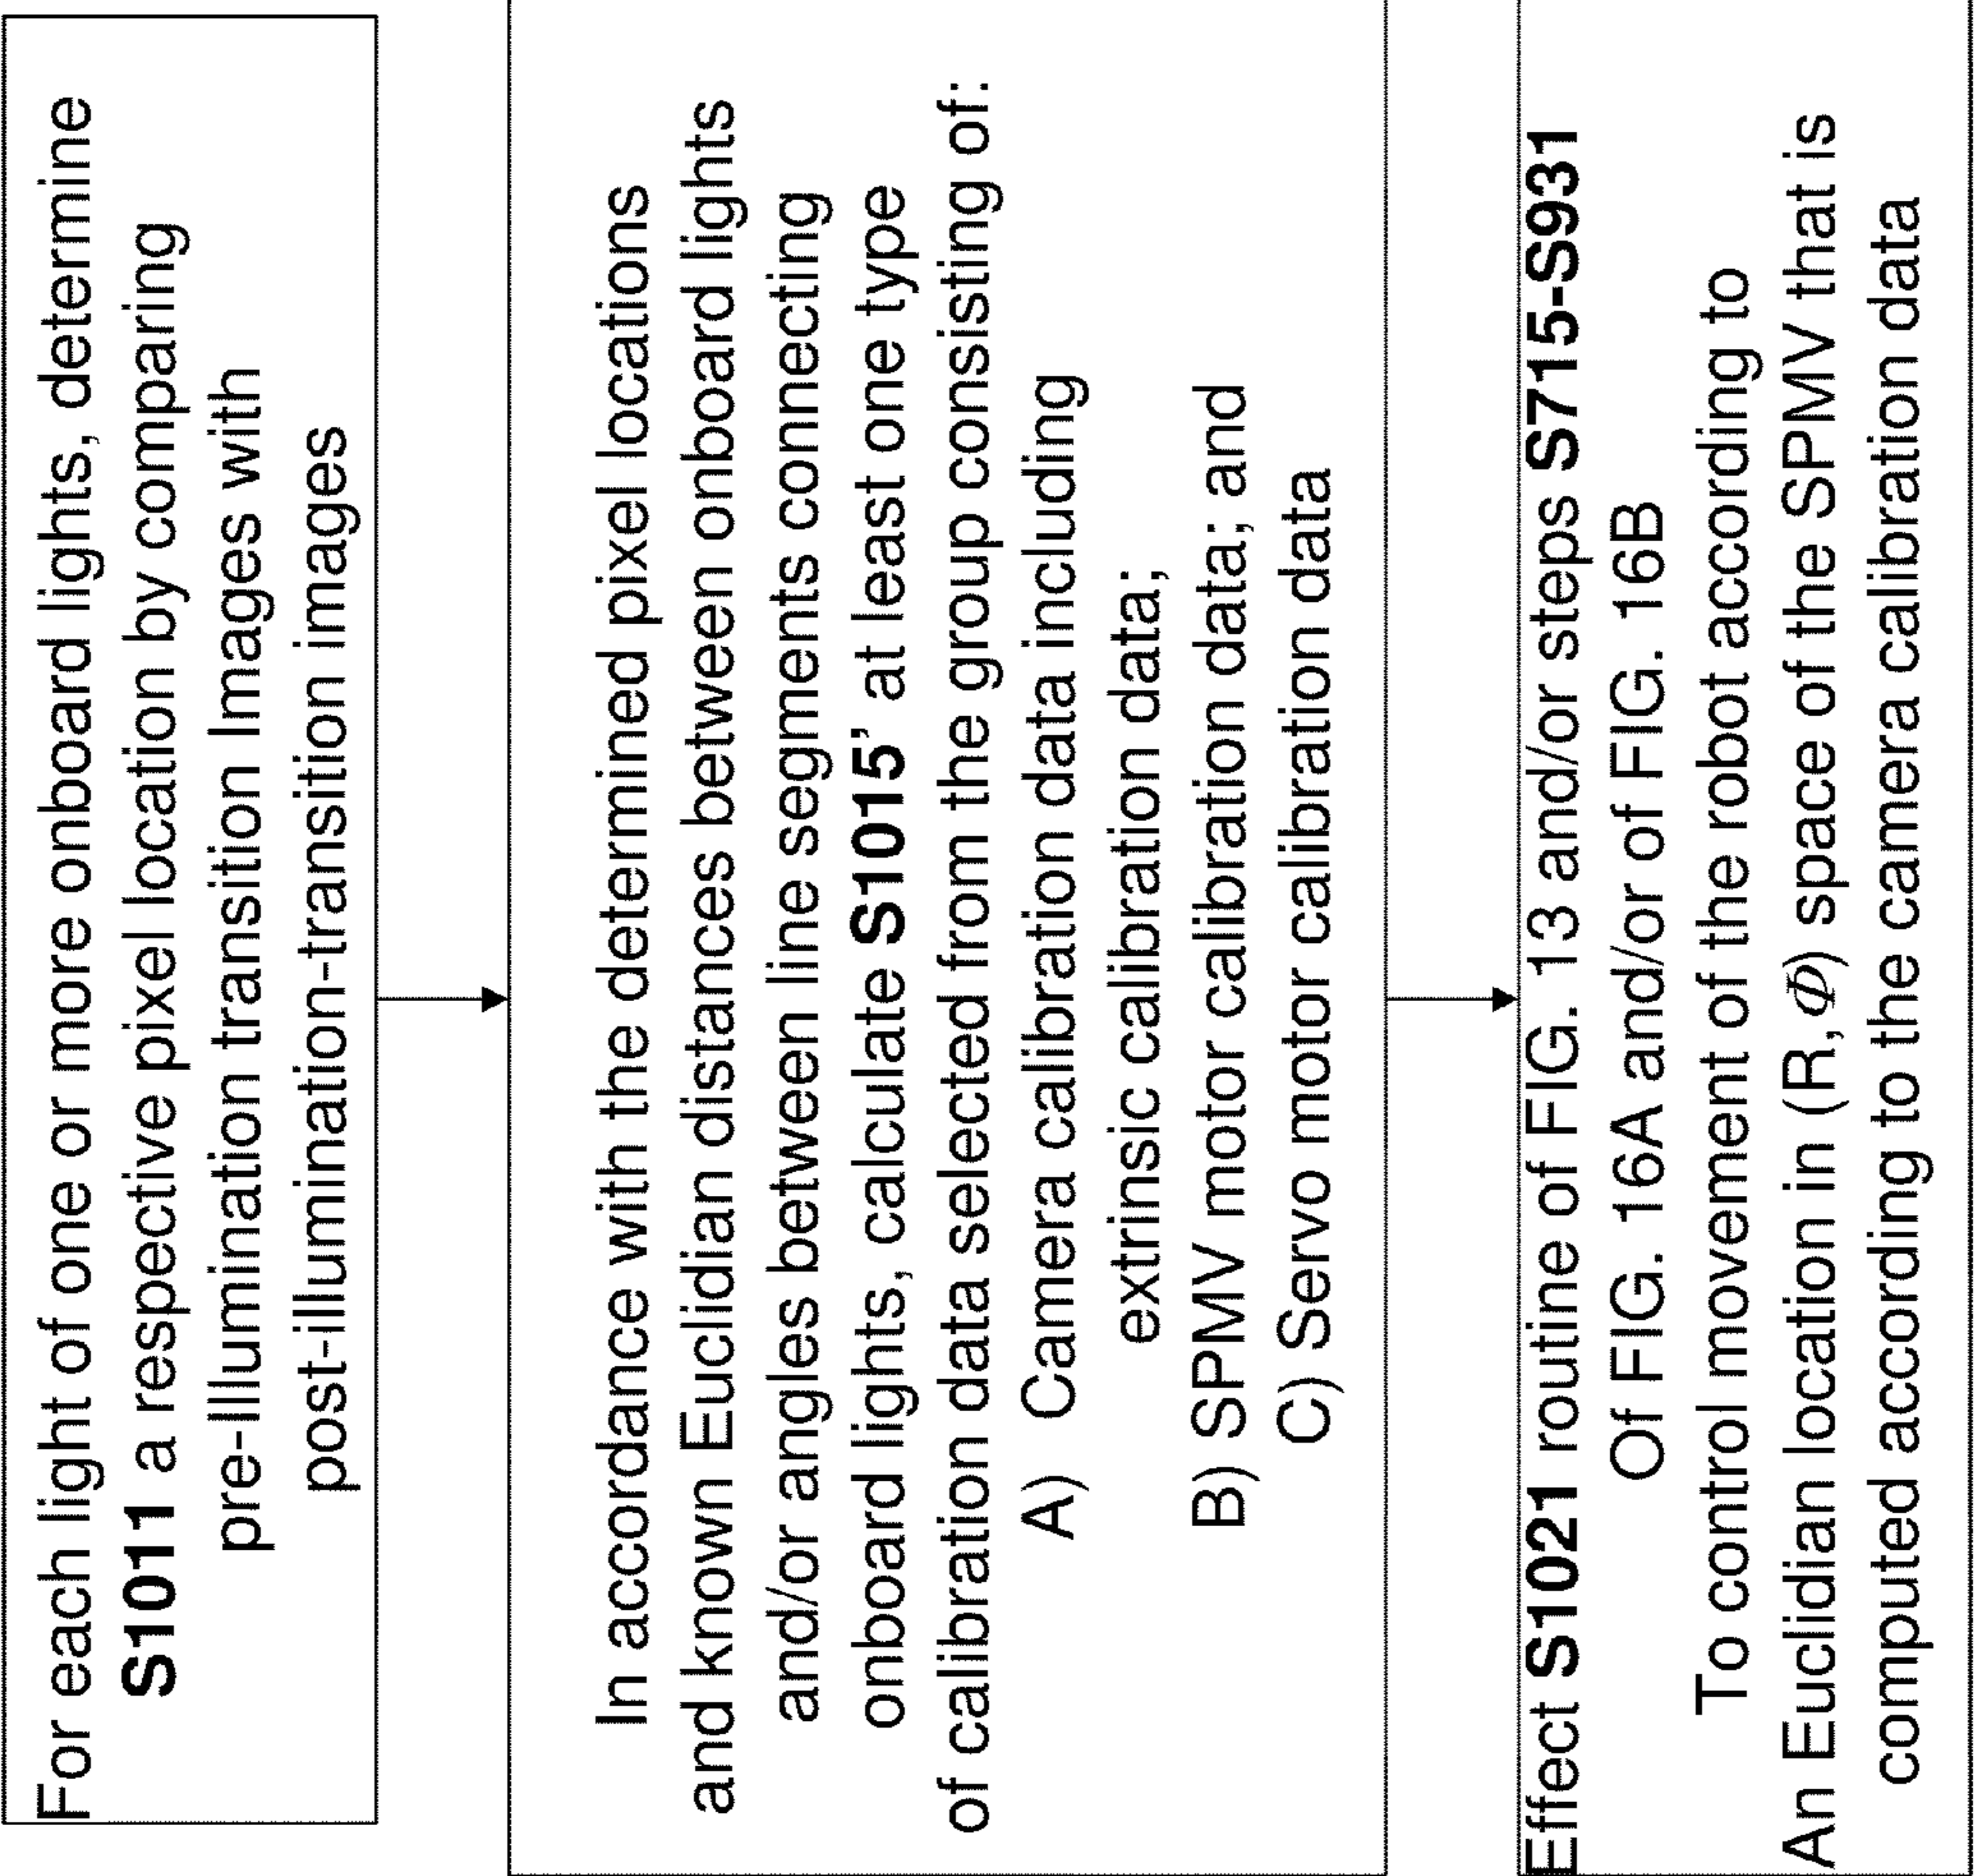 For each light of one or more onboard lights, determine
S1011 a respective pixel location by comparing
pre-Illumination transition Images with
post-illumination-transition images
In accordance with the determined pixel locations
and known Euclidian distances between onboard lights
and/or angles between line segments connecting
onboard lights, calculate S1015' at least one type
of calibration data selected from the group consisting of:
A) Camera calibration data including
extrinsic calibration data;
B) SPMV motor calibration data; and
C) Servo motor calibration data
Effect S1021 routine of FIG. 13 and/or steps S715-S931
Of FIG. 16A and/or of FIG. 16B
To control movement of the robot according to
An Euclidian location in (R,Φ) space of the SPMV that is
computed according to the camera calibration data